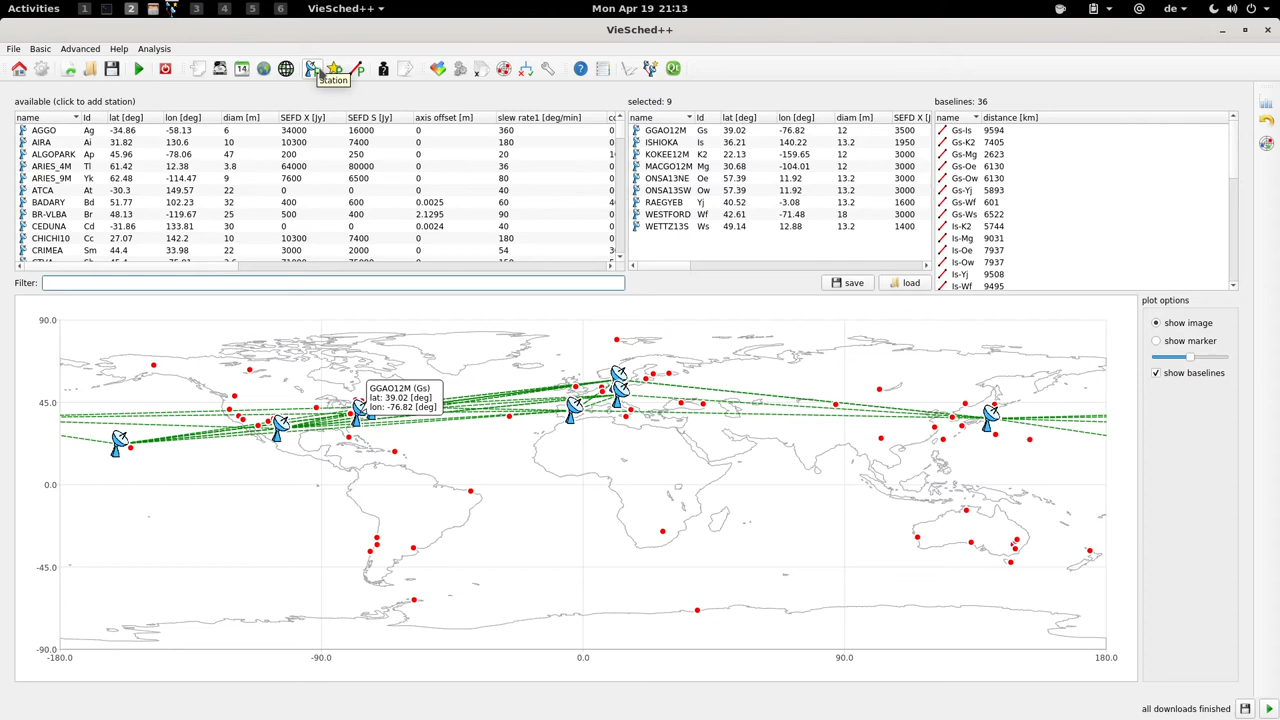 Activities 1 2 3 4 5 6 VieSched++ Mon Apr 19 21:13 de
VieSched++
File Basic Advanced Help Analysis
Station
available (click to add station) selected: 9 baselines: 36
name Id lat [deg] lon [deg] diam [m] SEFD X [Jy] SEFD S [Jy] axis offset [m] slew rate1 [deg/min] co
AGGO Ag -34.86 -58.13 6 34000 16000 0 360
AIRA Ai 31.82 130.6 10 10300 7400 0 180
ALGOPARK Ap 45.96 -78.06 47 200 250 0 20
ARIES_4M Tl 61.42 12.38 3.8 64000 80000 0 36
ARIES_9M Yk 62.48 -114.47 9 7600 6500 0 80
ATCA At -30.3 149.57 22 0 0 0 40
BADARY Bd 51.77 102.23 32 400 600 0.0025 60
BR-VLBA Br 48.13 -119.67 25 500 400 2.1295 90
CEDUNA Cd -31.86 133.81 30 0 0 0.0024 40
CHICHI10 Cc 27.07 142.2 10 10300 7400 0 180
CRIMEA Sm 44.4 33.98 22 3000 2000 0 54
name Id lat [deg] lon [deg] diam [m] SEFD X [J
GGAO12M Gs 39.02 -76.82 12 3500
ISHIOKA Is 36.21 140.22 13.2 1950
KOKEE12M K2 22.13 -159.65 12 3000
MACGO12M Mg 30.68 -104.01 12 3000
ONSA13NE Oe 57.39 11.92 13.2 3000
ONSA13SW Ow 57.39 11.92 13.2 3000
RAEGYEB Yj 40.52 -3.08 13.2 1600
WESTFORD Wf 42.61 -71.48 18 3000
WETTZ13S Ws 49.14 12.88 13.2 1400
name distance [km]
Gs-Is 9594
Gs-K2 7405
Gs-Mg 2623
Gs-Oe 6130
Gs-Ow 6130
Gs-Yj 5893
Gs-Wf 601
Gs-Ws 6522
Is-K2 5744
Is-Mg 9031
Is-Oe 7937
Is-Ow 7937
Is-Yj 9508
Is-Wf 9495
Filter: save load
plot options
show image
show marker
show baselines
90.0
45.0
0.0
-45.0
-90.0
GGAO12M (Gs)
lat: 39.02 [deg]
lon: -76.82 [deg]
-180.0 -90.0 0.0 90.0 180.0
all downloads finished